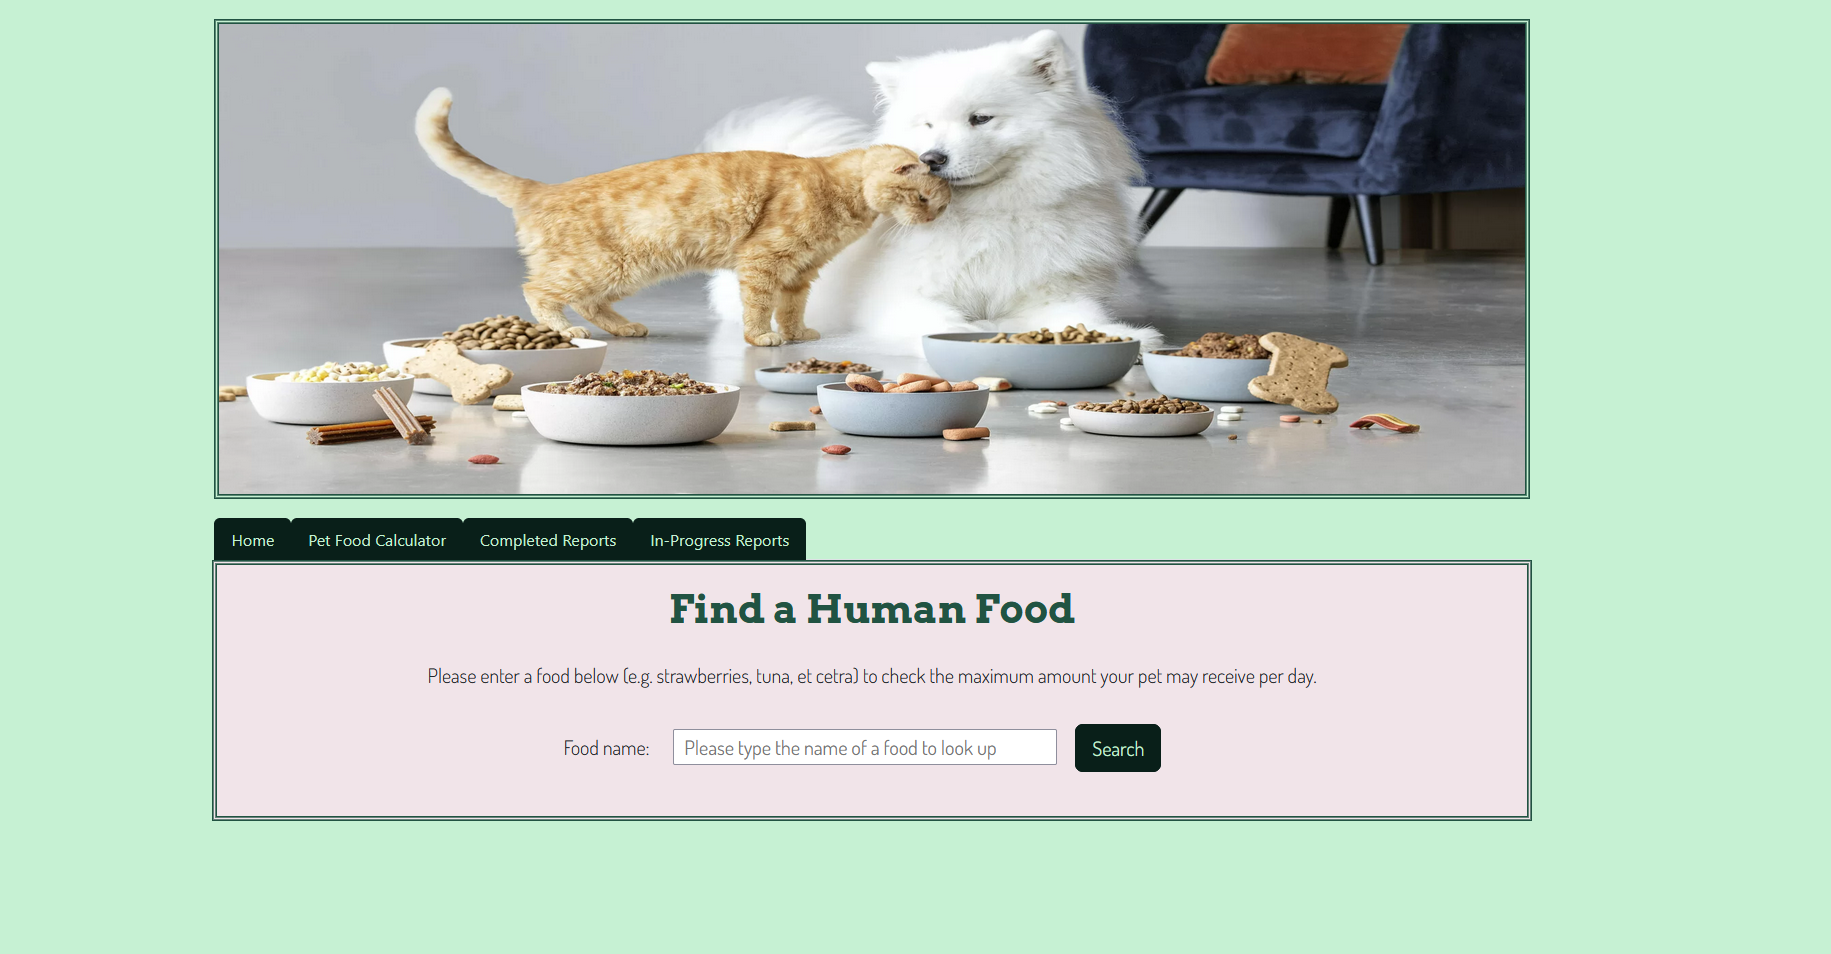 Home Pet Food Calculator Completed Reports In-Progress Reports
Find a Human Food
Please enter a food below (e.g. strawberries, tuna, et cetra) to check the maximum amount your pet may receive per day.
Food name: Please type the name of a food to look up Search